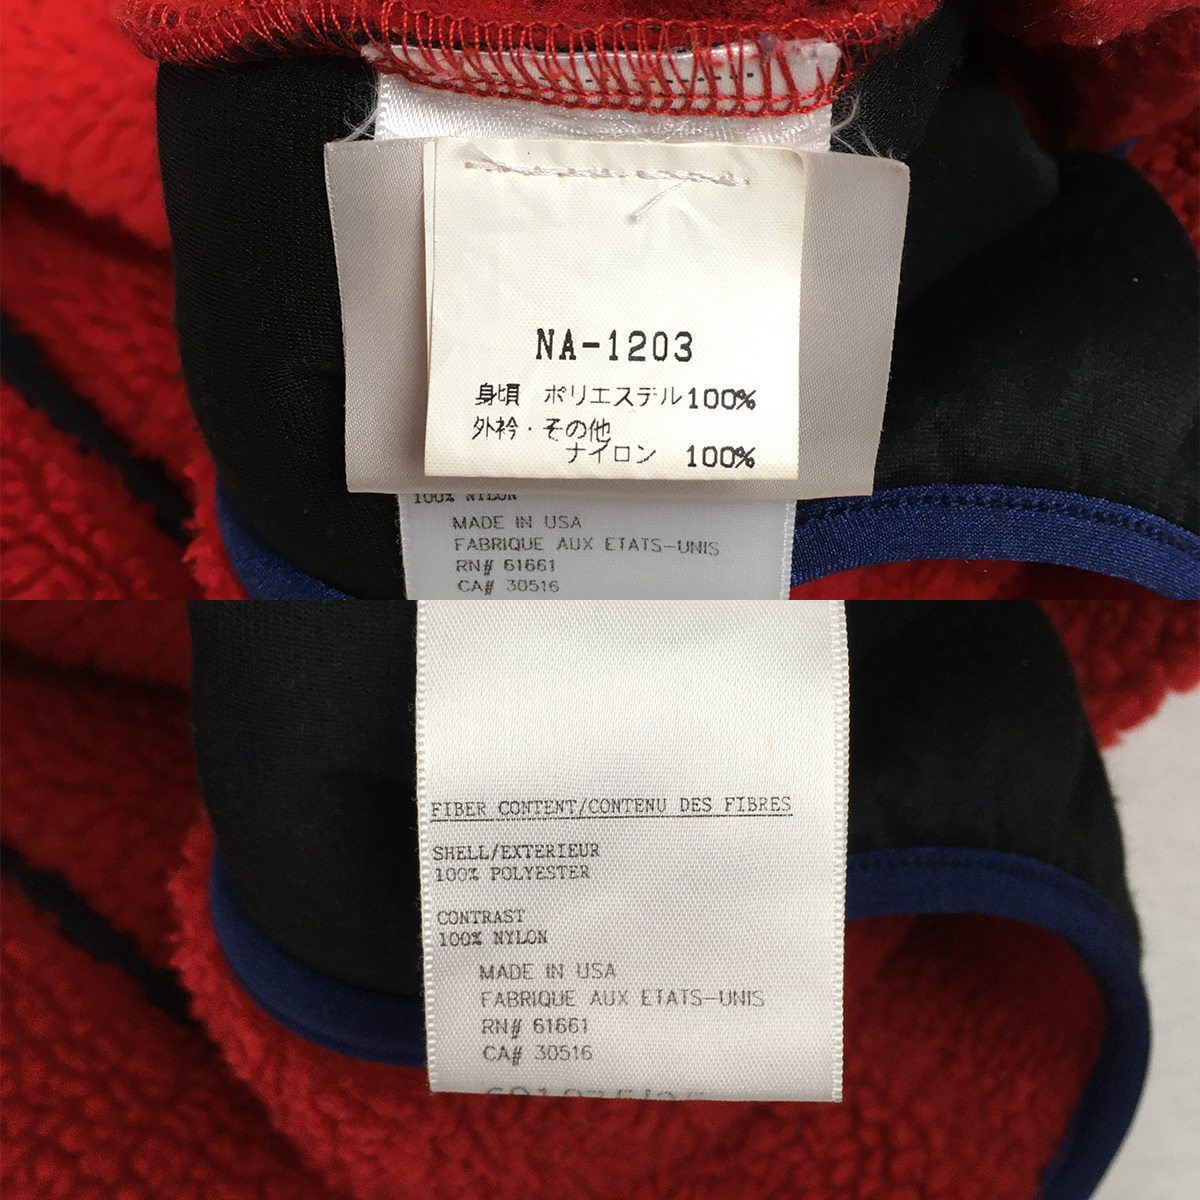 NA-1203
身頃 ポリエステル100%
外衿・その他
ナイロン 100%
100% NYLON
MADE IN USA
FABRIQUE AUX ETATS-UNIS
RN# 61661
CA# 30516
FIBER CONTENT/CONTENU DES FIBRES
SHELL/EXTERIEUR
100% POLYESTER
CONTRAST
100% NYLON
MADE IN USA
FABRIQUE AUX ETATS-UNIS
RN# 61661
CA# 30516